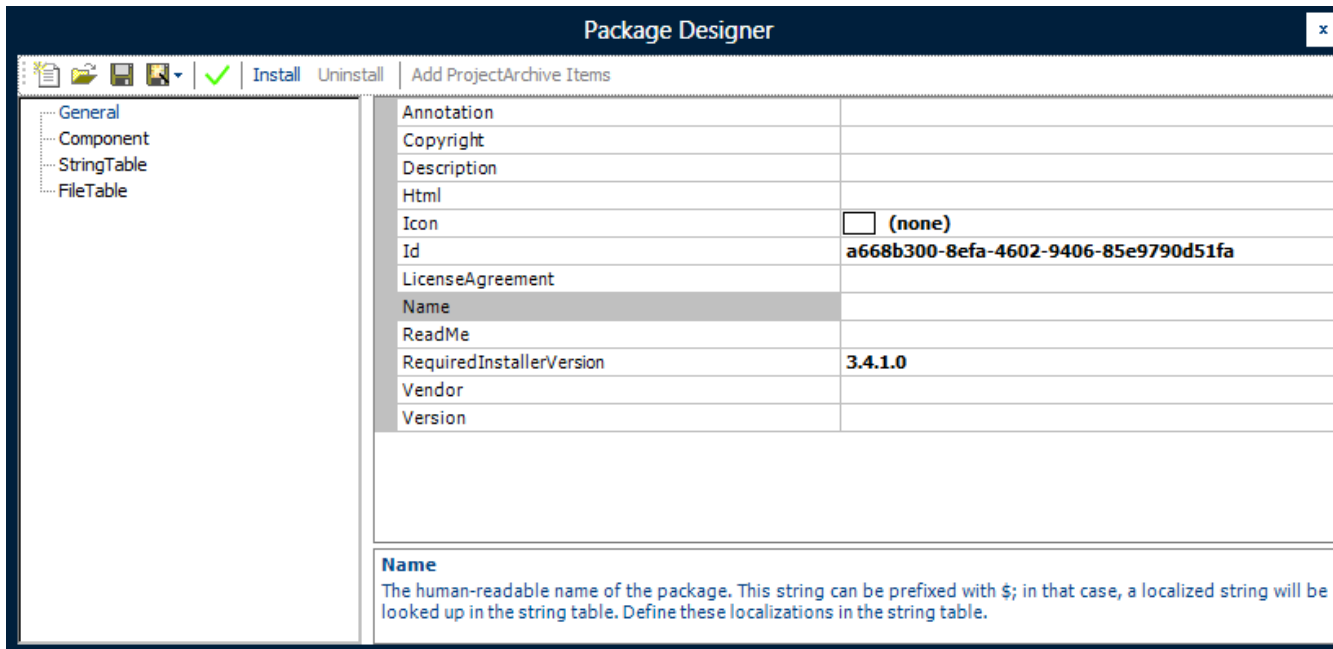 Package Designer
x
Install Uninstall Add ProjectArchive Items
General
Component
StringTable
FileTable
Annotation
Copyright
Description
Html
Icon (none)
Id a668b300-8efa-4602-9406-85e9790d51fa
LicenseAgreement
Name
ReadMe
RequiredInstallerVersion 3.4.1.0
Vendor
Version
Name
The human-readable name of the package. This string can be prefixed with $; in that case, a localized string will be
looked up in the string table. Define these localizations in the string table.